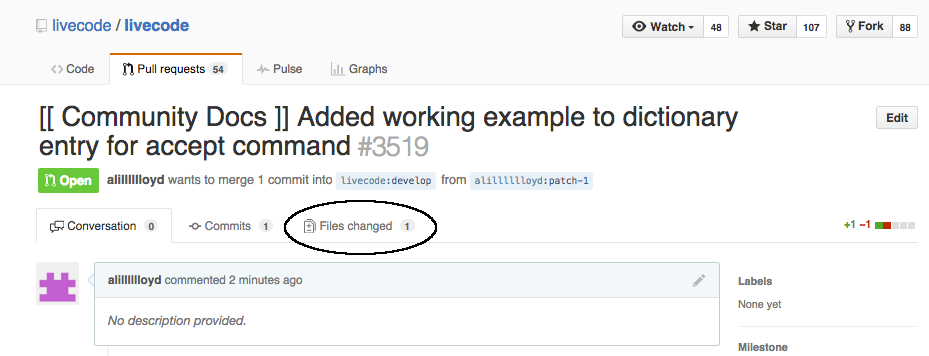 livecode / livecode
Watch 48 Star 107 Fork 88
Code Pull requests 54 Pulse Graphs
[[ Community Docs ]] Added working example to dictionary
entry for accept command #3519
Edit
Open alilllllloyd wants to merge 1 commit into livecode:develop from alilllllloyd:patch-1
Conversation 0 Commits 1 Files changed 1 +1 −1
alilllllloyd commented 2 minutes ago
Labels
No description provided.
None yet
Milestone